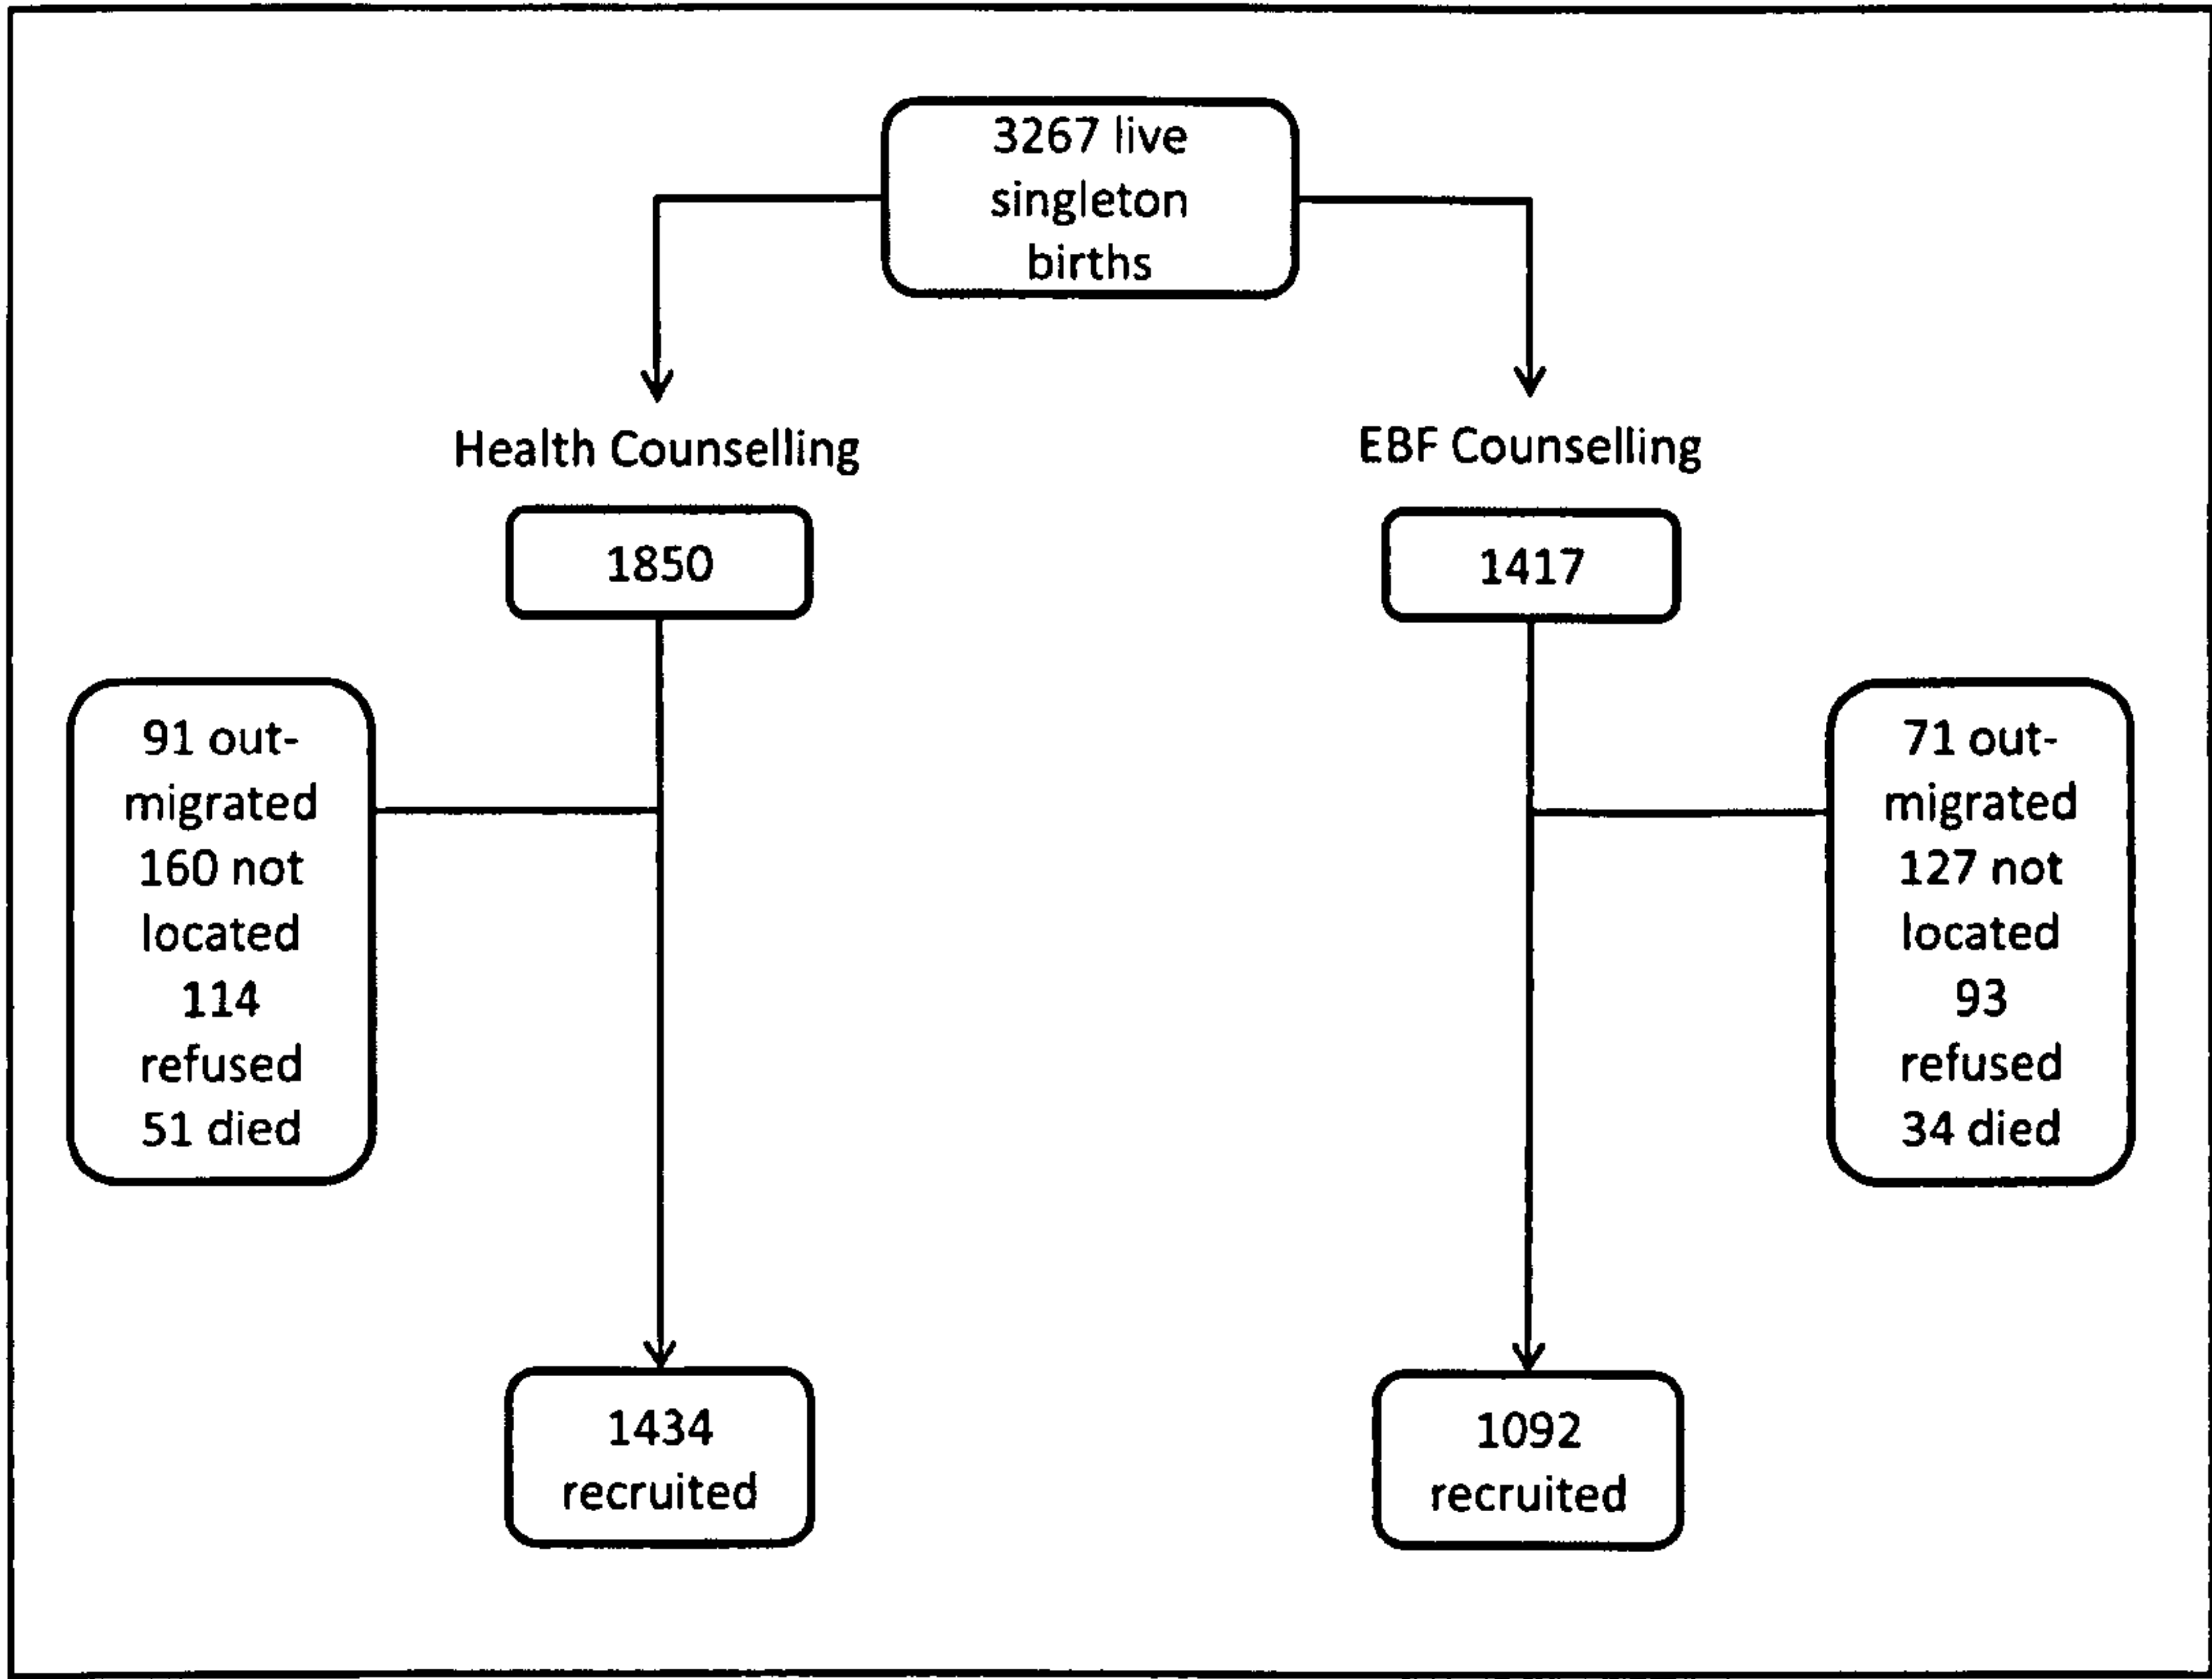 3267 live
singleton
births
Health Counselling
EBF Counselling
1850
1417
91 out-
migrated
160 not
located
114
refused
51 died
71 out-
migrated
127 not
located
93
refused
34 died
1434
recruited
1092
recruited